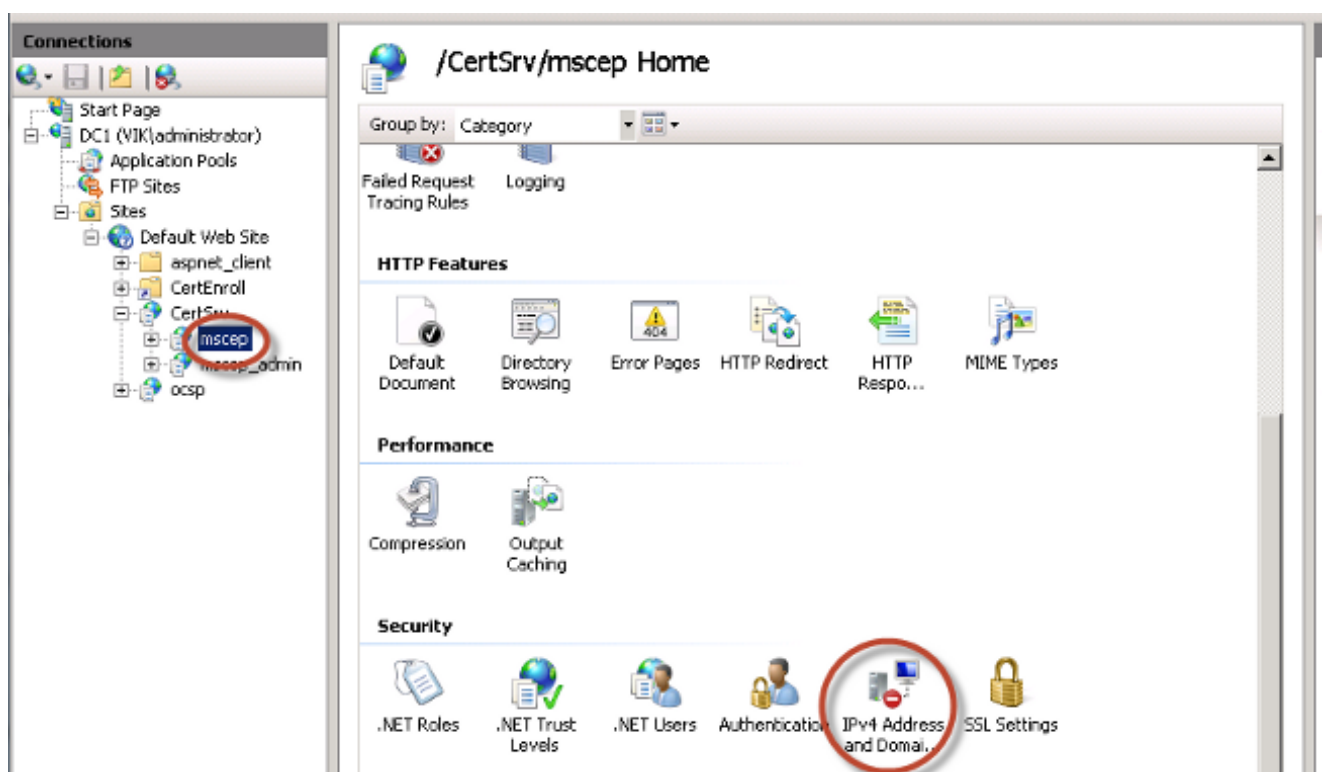 Connections
Start Page
DC1 (VIK\administrator)
Application Pools
FTP Sites
Sites
Default Web Site
aspnet_client
CertEnroll
CertSrv
mscep
mscep_admin
ocsp
/CertSrv/mscep Home
Group by: Category
Failed Request
Tracing Rules
Logging
HTTP Features
404
Default
Document
Directory
Browsing
Error Pages
HTTP Redirect
HTTP
Respo...
MIME Types
Performance
Compression
Output
Caching
Security
.NET Roles
.NET Trust
Levels
.NET Users
Authentication
IPv4 Address
and Domai...
SSL Settings